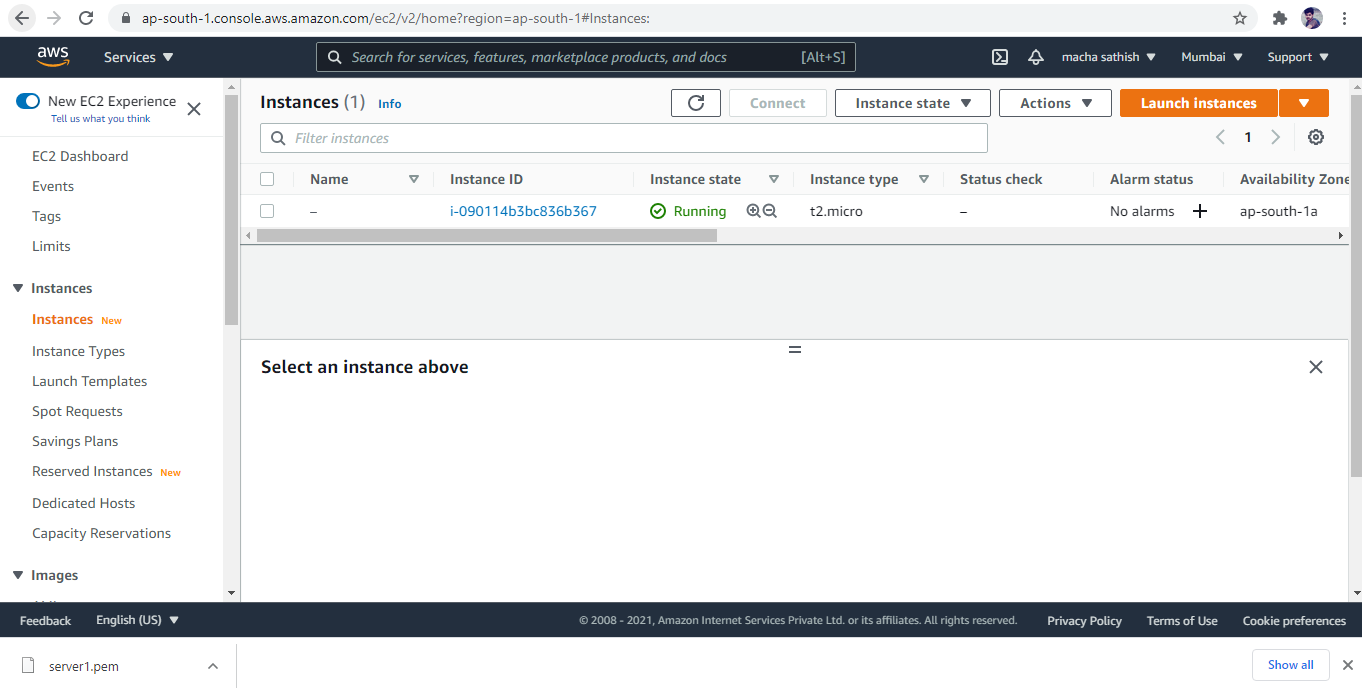 ap-south-1.console.aws.amazon.com/ec2/v2/home?region=ap-south-1#Instances:
aws
Services
Search for services, features, marketplace products, and docs
[Alt+S]
macha sathish
Mumbai
Support
New EC2 Experience
Tell us what you think
EC2 Dashboard
Events
Tags
Limits
Instances
Instances New
Instance Types
Launch Templates
Spot Requests
Savings Plans
Reserved Instances New
Dedicated Hosts
Capacity Reservations
Images
Instances (1) Info
Connect
Instance state
Actions
Launch instances
Filter instances
1
Name Instance ID Instance state Instance type Status check Alarm status Availability Zone
– i-090114b3bc836b367 Running t2.micro – No alarms + ap-south-1a
Select an instance above
Feedback
English (US)
© 2008 - 2021, Amazon Internet Services Private Ltd. or its affiliates. All rights reserved.
Privacy Policy
Terms of Use
Cookie preferences
server1.pem
Show all